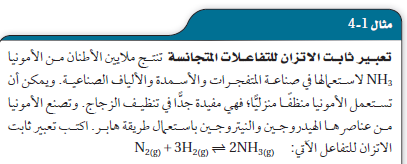 مثال 1-4
تعبير ثابت الاتزان للتفاعلات المتجانسة تنتج ملايين الأطنان من الأمونيا
NH₃ لاستعمالها في صناعة المتفجرات والأسمدة والألياف الصناعية. ويمكن أن
تستعمل الأمونيا منظفًا منزليًّا؛ فهي مفيدة جدًّا في تنظيف الزجاج. وتصنع الأمونيا
من عناصرها الهيدروجين والنيتروجين باستعمال طريقة هابر. اكتب تعبير ثابت
الاتزان للتفاعل الآتي: N₂(g) + 3H₂(g) ⇌ 2NH₃(g)